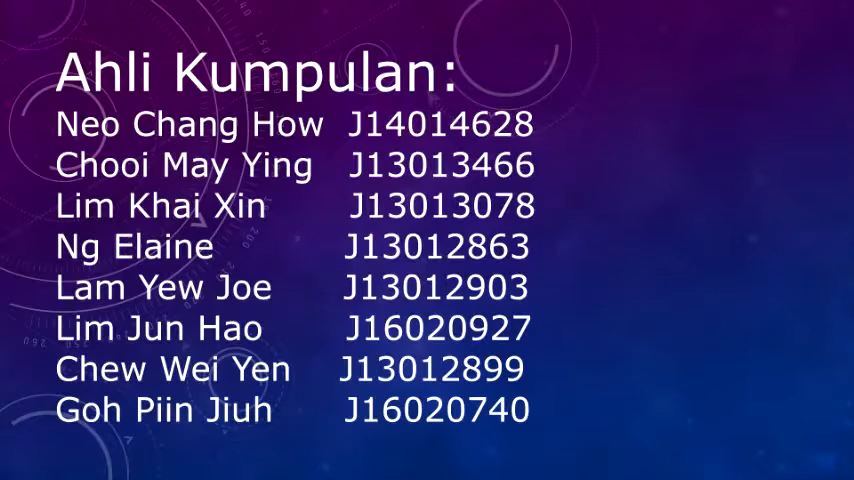 Ahli Kumpulan:
Neo Chang How J14014628
Chooi May Ying J13013466
Lim Khai Xin J13013078
Ng Elaine J13012863
Lam Yew Joe J13012903
Lim Jun Hao J16020927
Chew Wei Yen J13012899
Goh Piin Jiuh J16020740